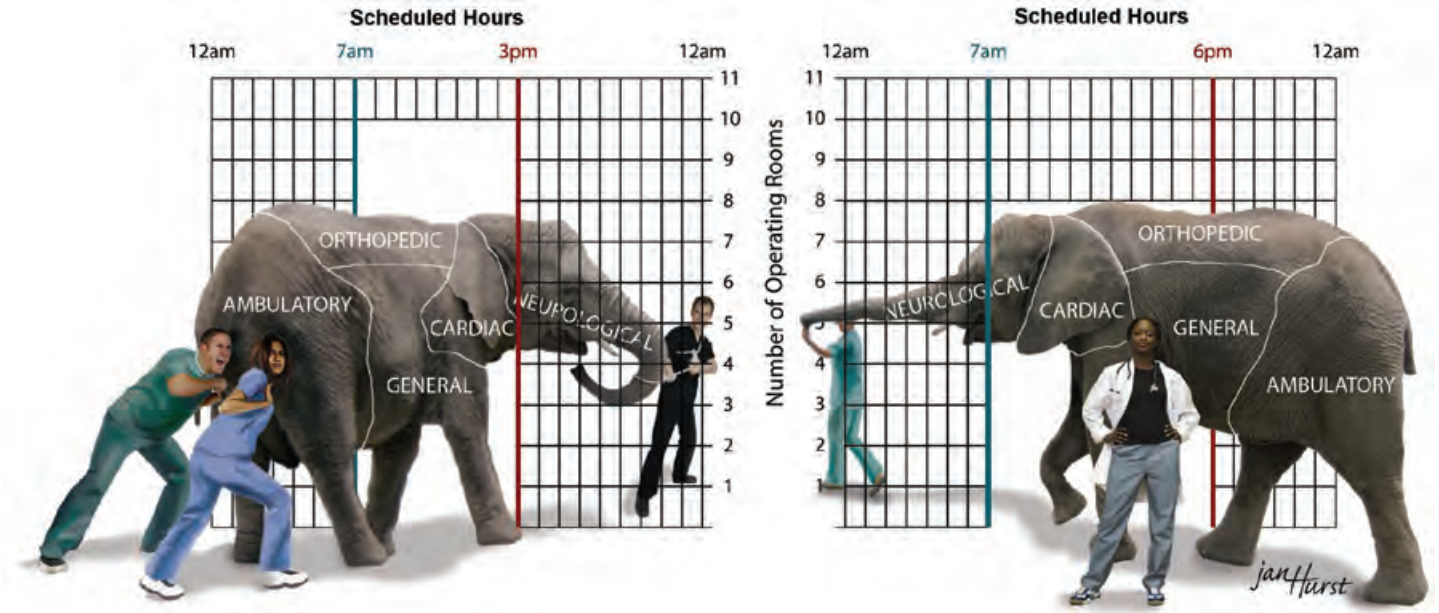 Scheduled Hours
12am 7am 3pm 12am
11
10
9
8
7
6
5
4
3
2
1
ORTHOPEDIC
AMBULATORY
CARDIAC
NEUPOLOGICAL
GENERAL
Number of Operating Rooms
Scheduled Hours
12am 7am 6pm 12am
11
10
9
8
7
6
5
4
3
2
1
ORTHOPEDIC
NEUROLOGICAL
CARDIAC
GENERAL
AMBULATORY
jan Hurst